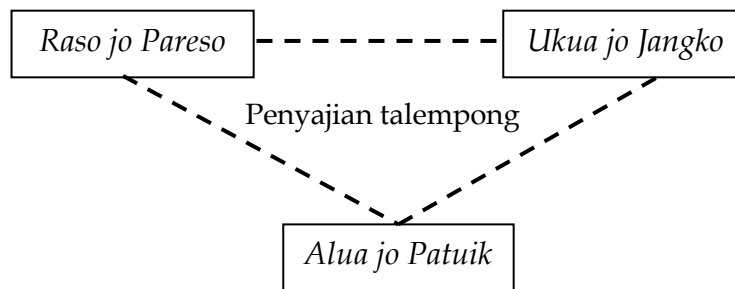 Raso jo Pareso
Ukua jo Jangko
Penyajian talempong
Alua jo Patuik